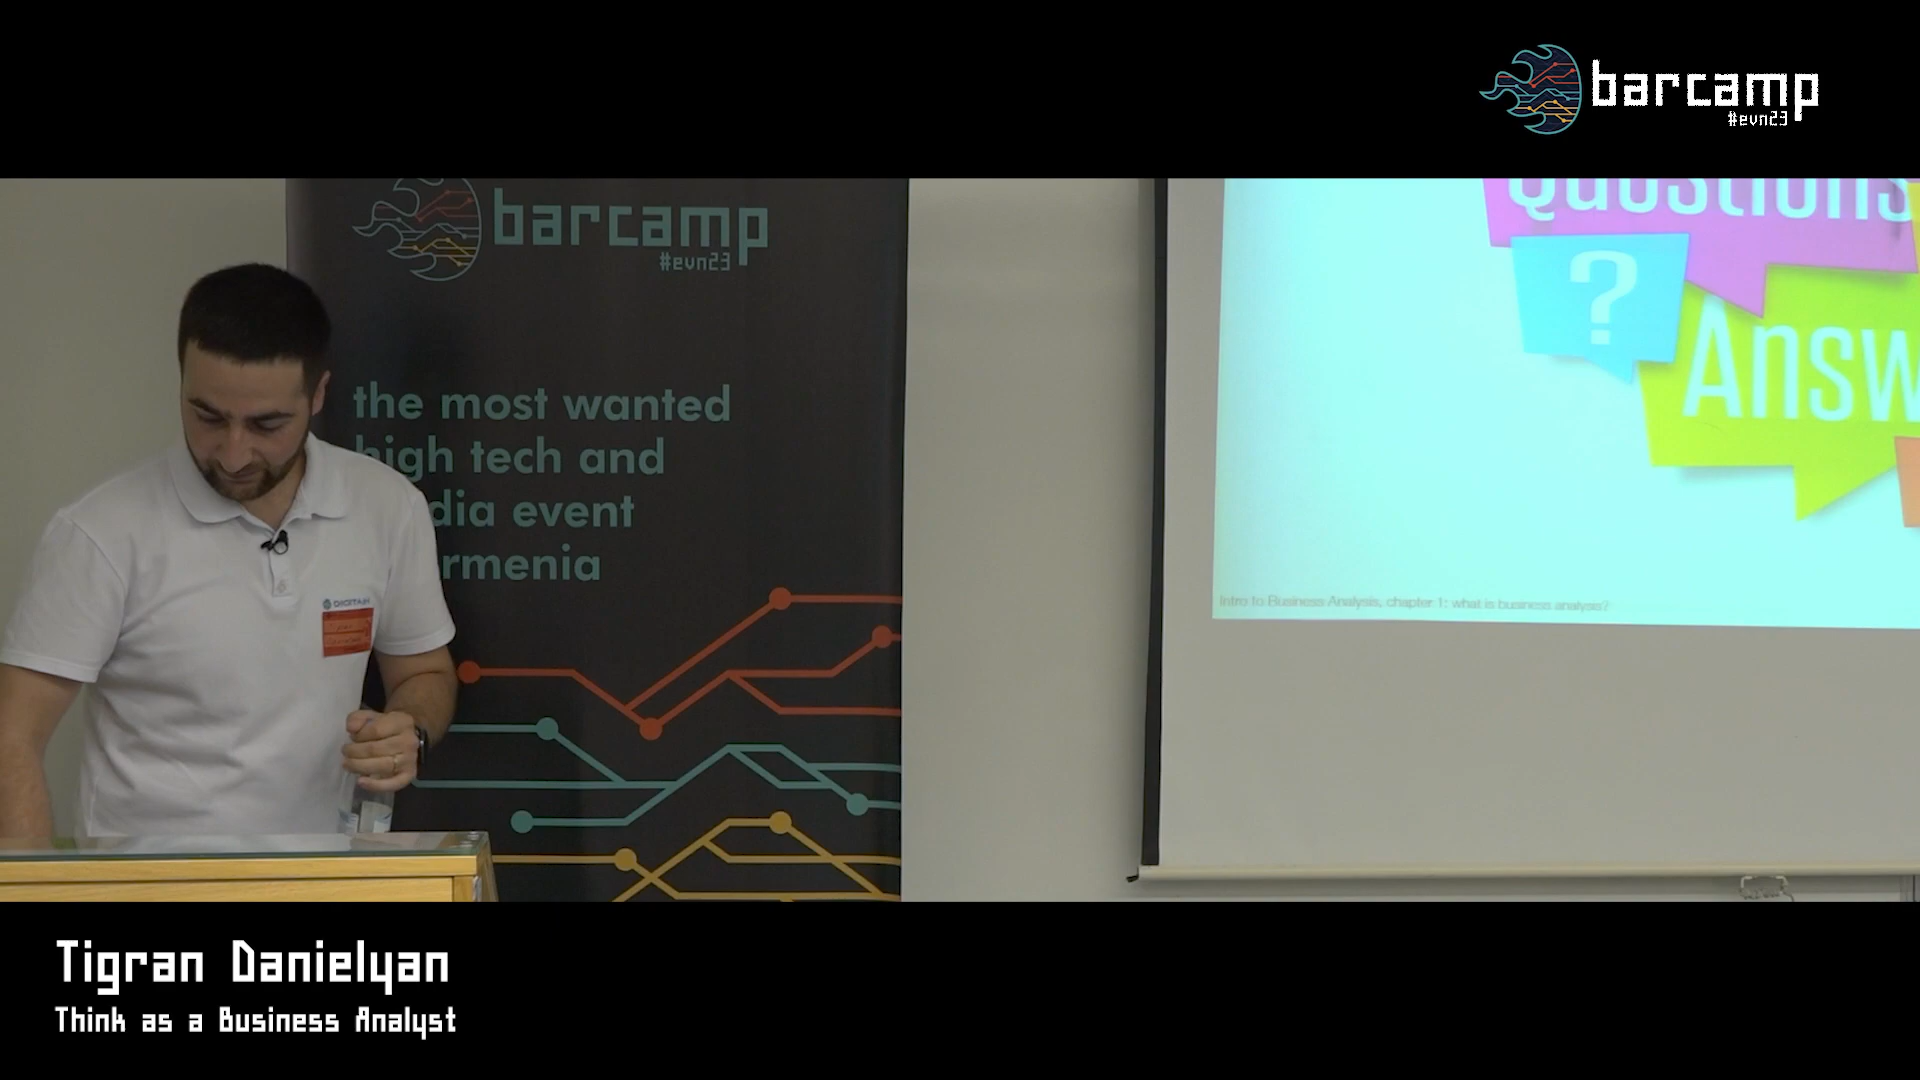 barcamp
#evn23
barcamp
#evn23
the most wanted
high tech and
dia event
rmenia
Questions
?
Answ
DIGITAIN
Intro to Business Analysis, chapter 1: what is business analysis?
Tigran Danielyan
Think as a Business Analyst